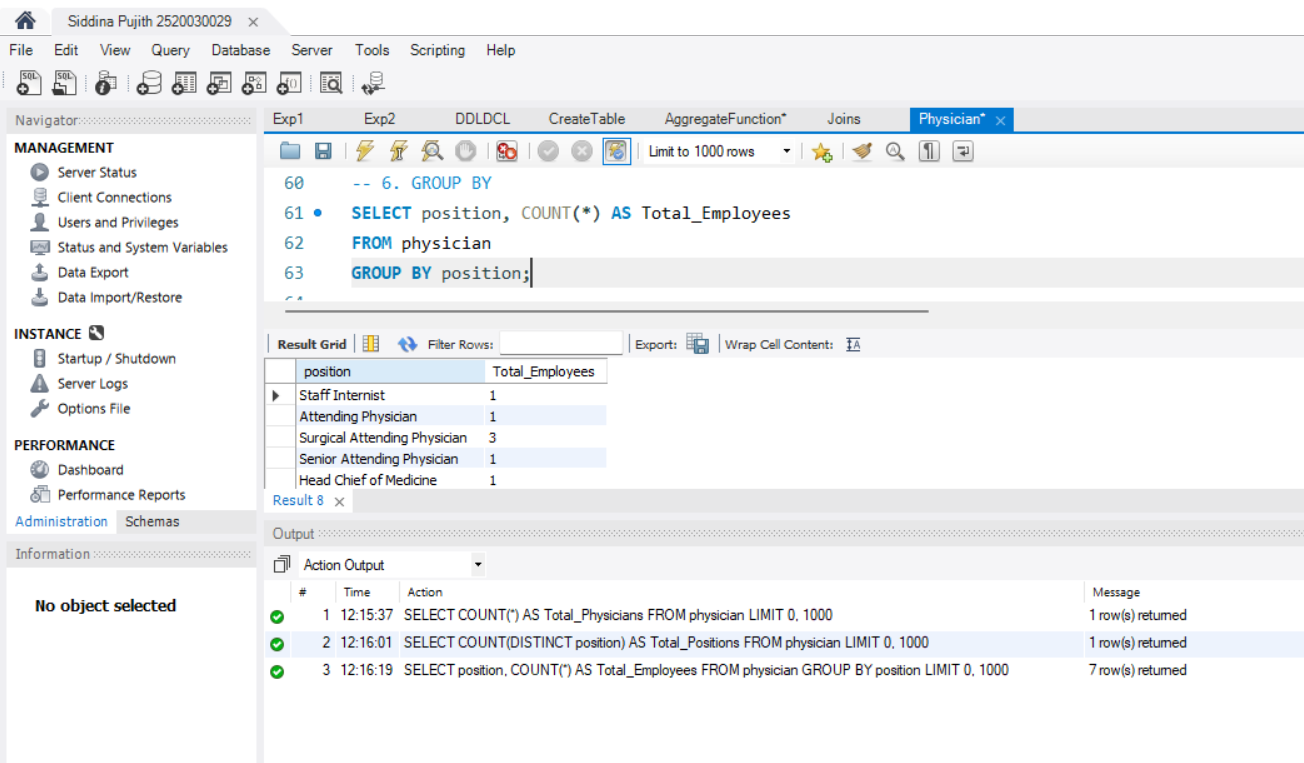 Siddina Pujith 2520030029
File Edit View Query Database Server Tools Scripting Help
Navigator
MANAGEMENT
Server Status
Client Connections
Users and Privileges
Status and System Variables
Data Export
Data Import/Restore
INSTANCE
Startup / Shutdown
Server Logs
Options File
PERFORMANCE
Dashboard
Performance Reports
Administration Schemas
Information
No object selected
Exp1 Exp2 DDLDCL CreateTable AggregateFunction* Joins Physician*
Limit to 1000 rows
60 -- 6. GROUP BY
61 SELECT position, COUNT(*) AS Total_Employees
62 FROM physician
63 GROUP BY position;
64
Result Grid Filter Rows: Export: Wrap Cell Content:
position Total_Employees
Staff Internist 1
Attending Physician 1
Surgical Attending Physician 3
Senior Attending Physician 1
Head Chief of Medicine 1
Result 8
Output
Action Output
# Time Action Message
1 12:15:37 SELECT COUNT(*) AS Total_Physicians FROM physician LIMIT 0, 1000 1 row(s) returned
2 12:16:01 SELECT COUNT(DISTINCT position) AS Total_Positions FROM physician LIMIT 0, 1000 1 row(s) returned
3 12:16:19 SELECT position, COUNT(*) AS Total_Employees FROM physician GROUP BY position LIMIT 0, 1000 7 row(s) returned